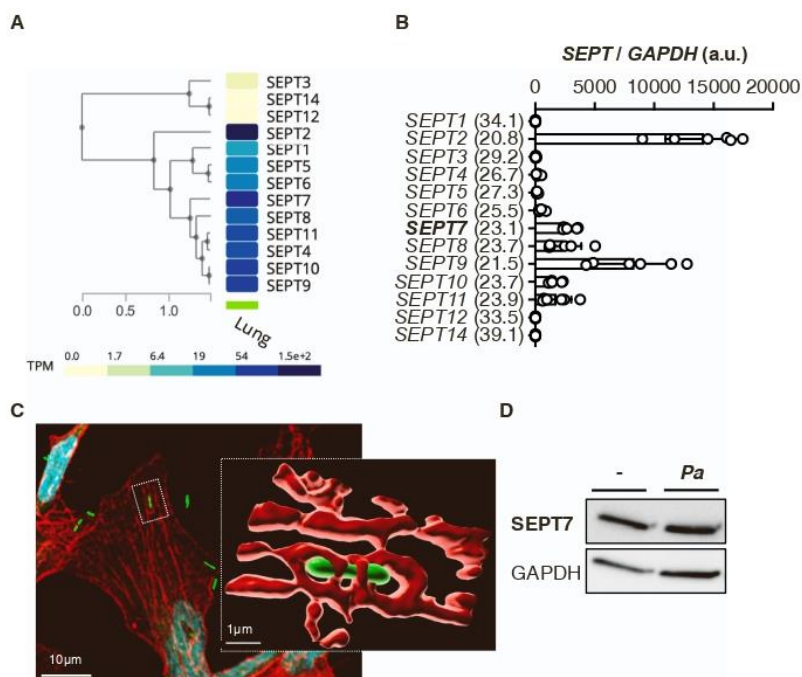 A
SEPT3
SEPT14
SEPT12
SEPT2
SEPT1
SEPT5
SEPT6
SEPT7
SEPT8
SEPT11
SEPT4
SEPT10
SEPT9
0.0 0.5 1.0
Lung
0.0 1.7 6.4 19 54 1.5e+2
TPM
B
SEPT / GAPDH (a.u.)
0 5000 10000 15000 20000
SEPT1 (34.1)
SEPT2 (20.8)
SEPT3 (29.2)
SEPT4 (26.7)
SEPT5 (27.3)
SEPT6 (25.5)
SEPT7 (23.1)
SEPT8 (23.7)
SEPT9 (21.5)
SEPT10 (23.7)
SEPT11 (23.9)
SEPT12 (33.5)
SEPT14 (39.1)
C
10µm
1µm
D
- Pa
SEPT7
GAPDH